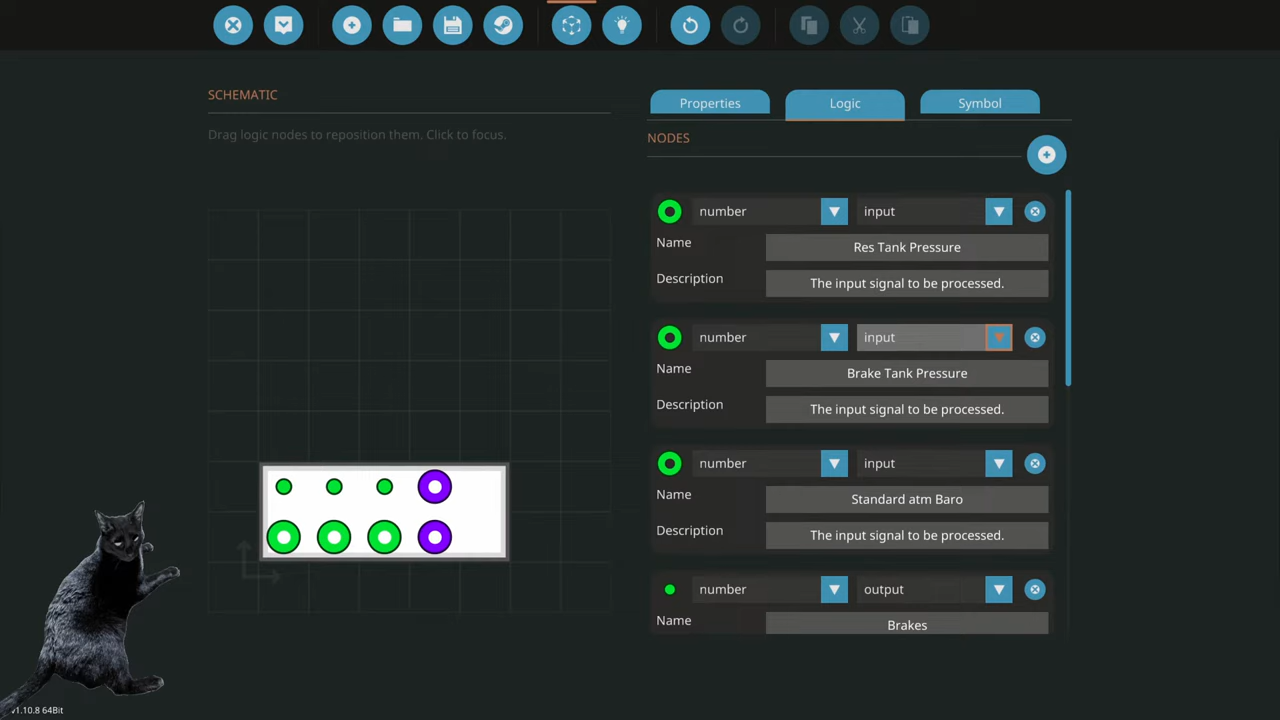 SCHEMATIC
Drag logic nodes to reposition them. Click to focus.
Properties
Logic
Symbol
NODES
number
input
Name
Res Tank Pressure
Description
The input signal to be processed.
number
input
Name
Brake Tank Pressure
Description
The input signal to be processed.
number
input
Name
Standard atm Baro
Description
The input signal to be processed.
number
output
Name
Brakes
v1.10.8 64Bit